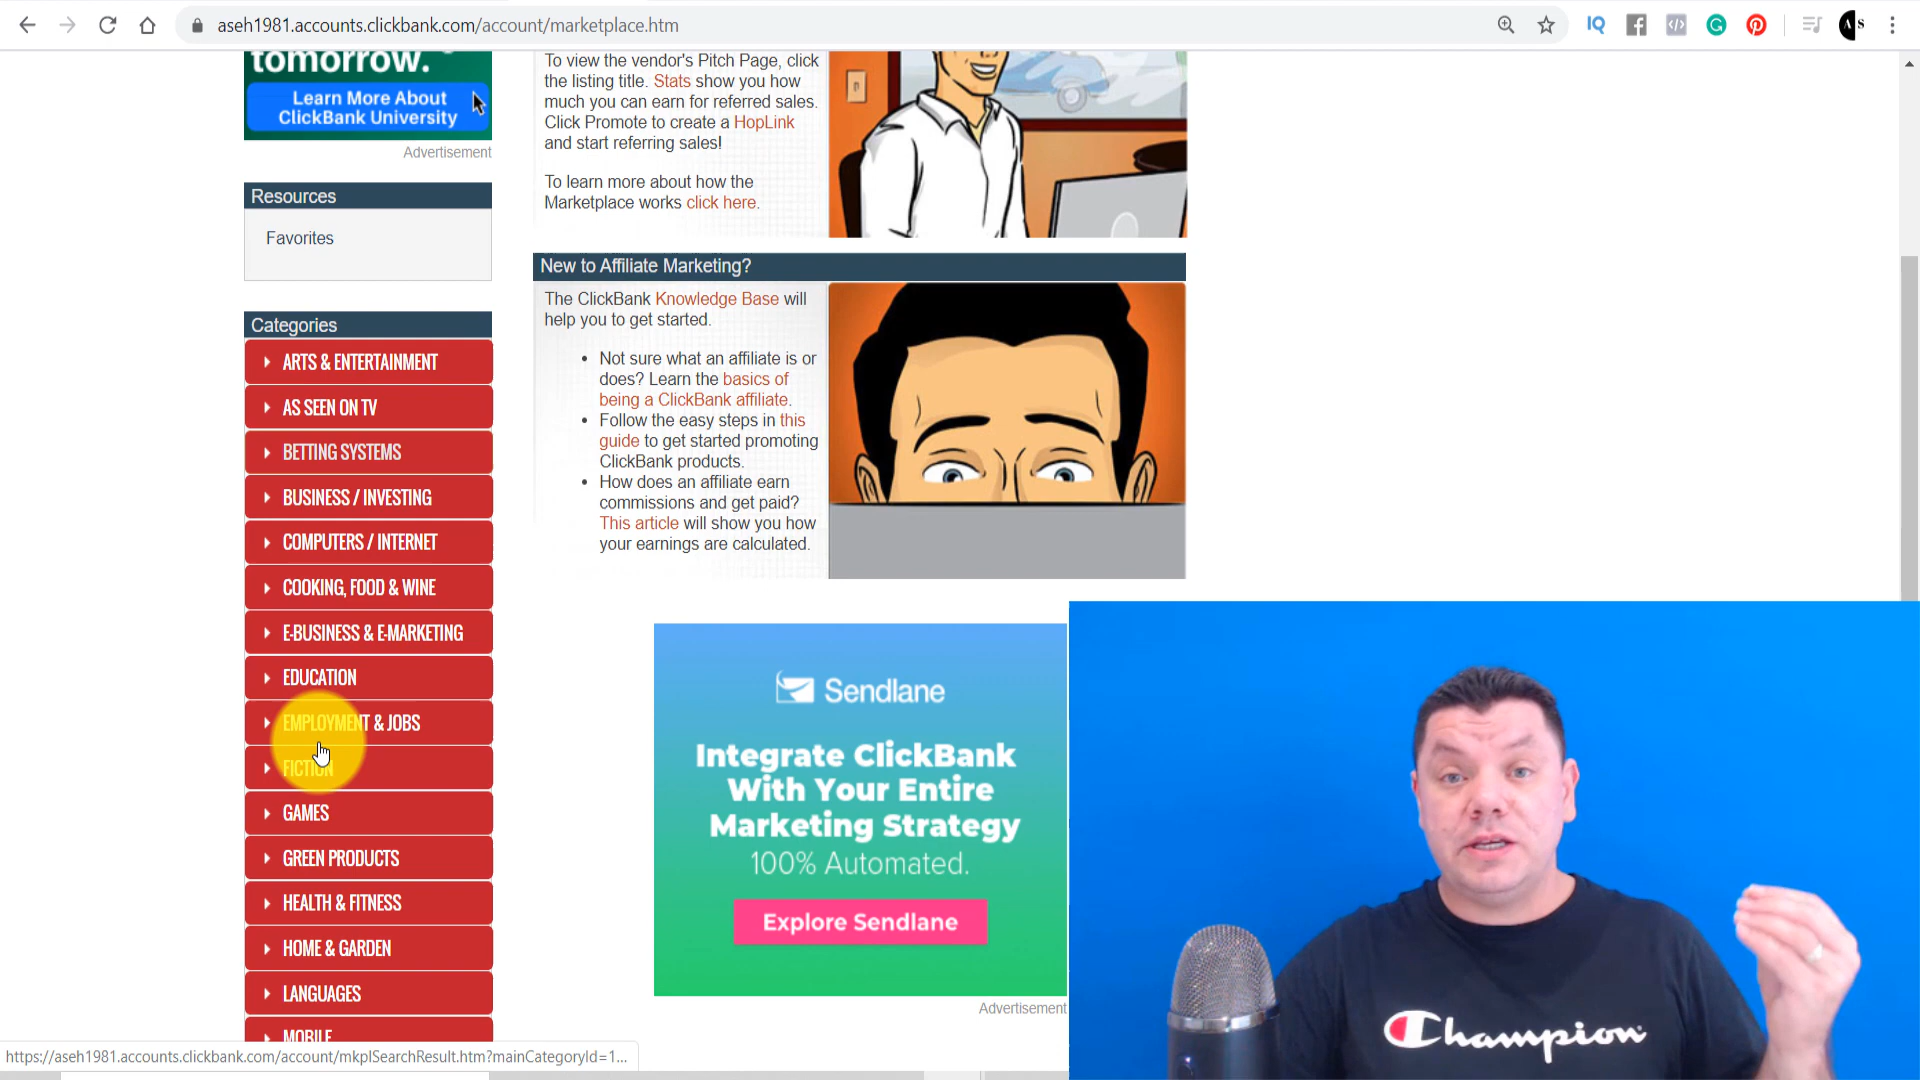 aseh1981.accounts.clickbank.com/account/marketplace.htm
IQ
A S
tomorrow.
Learn More About
ClickBank University
Advertisement
Resources
Favorites
Categories
ARTS & ENTERTAINMENT
AS SEEN ON TV
BETTING SYSTEMS
BUSINESS / INVESTING
COMPUTERS / INTERNET
COOKING, FOOD & WINE
E-BUSINESS & E-MARKETING
EDUCATION
EMPLOYMENT & JOBS
FICTION
GAMES
GREEN PRODUCTS
HEALTH & FITNESS
HOME & GARDEN
LANGUAGES
MOBILE
To view the vendor's Pitch Page, click
the listing title. Stats show you how
much you can earn for referred sales.
Click Promote to create a HopLink
and start referring sales!
To learn more about how the
Marketplace works click here.
New to Affiliate Marketing?
The ClickBank Knowledge Base will
help you to get started.
• Not sure what an affiliate is or
does? Learn the basics of
being a ClickBank affiliate.
• Follow the easy steps in this
guide to get started promoting
ClickBank products.
• How does an affiliate earn
commissions and get paid?
This article will show you how
your earnings are calculated.
Sendlane
Integrate ClickBank
With Your Entire
Marketing Strategy
100% Automated.
Explore Sendlane
Advertisement
Champion
https://aseh1981.accounts.clickbank.com/account/mkplSearchResult.htm?mainCategoryId=1...